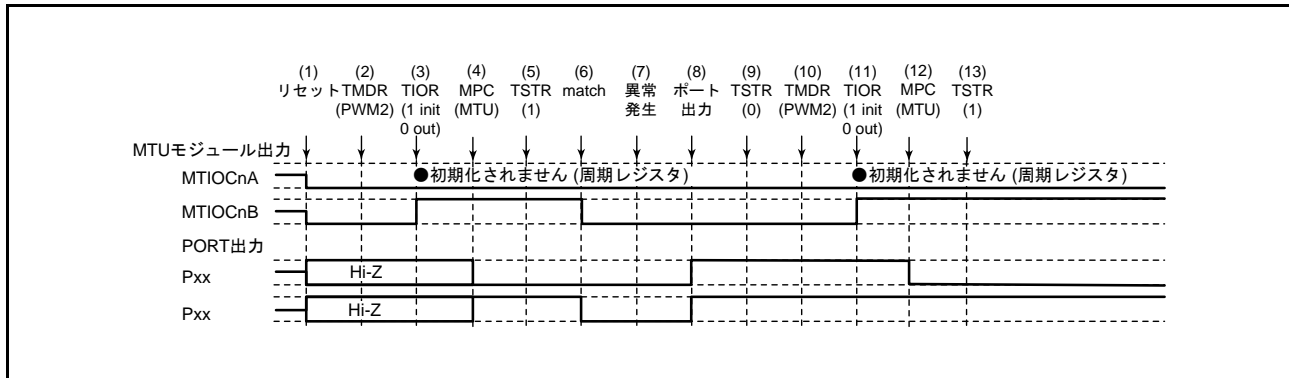 (1) (2) (3) (4) (5) (6) (7) (8) (9) (10) (11) (12) (13)
リセット TMDR TIOR MPC TSTR match 異常 ポート TSTR TMDR TIOR MPC TSTR
(PWM2) (1 init (MTU) (1) 発生 出力 (0) (PWM2) (1 init (MTU) (1)
0 out) 0 out)
MTUモジュール出力
MTIOCnA ●初期化されません (周期レジスタ) ●初期化されません (周期レジスタ)
MTIOCnB
PORT出力
Pxx Hi-Z
Pxx Hi-Z